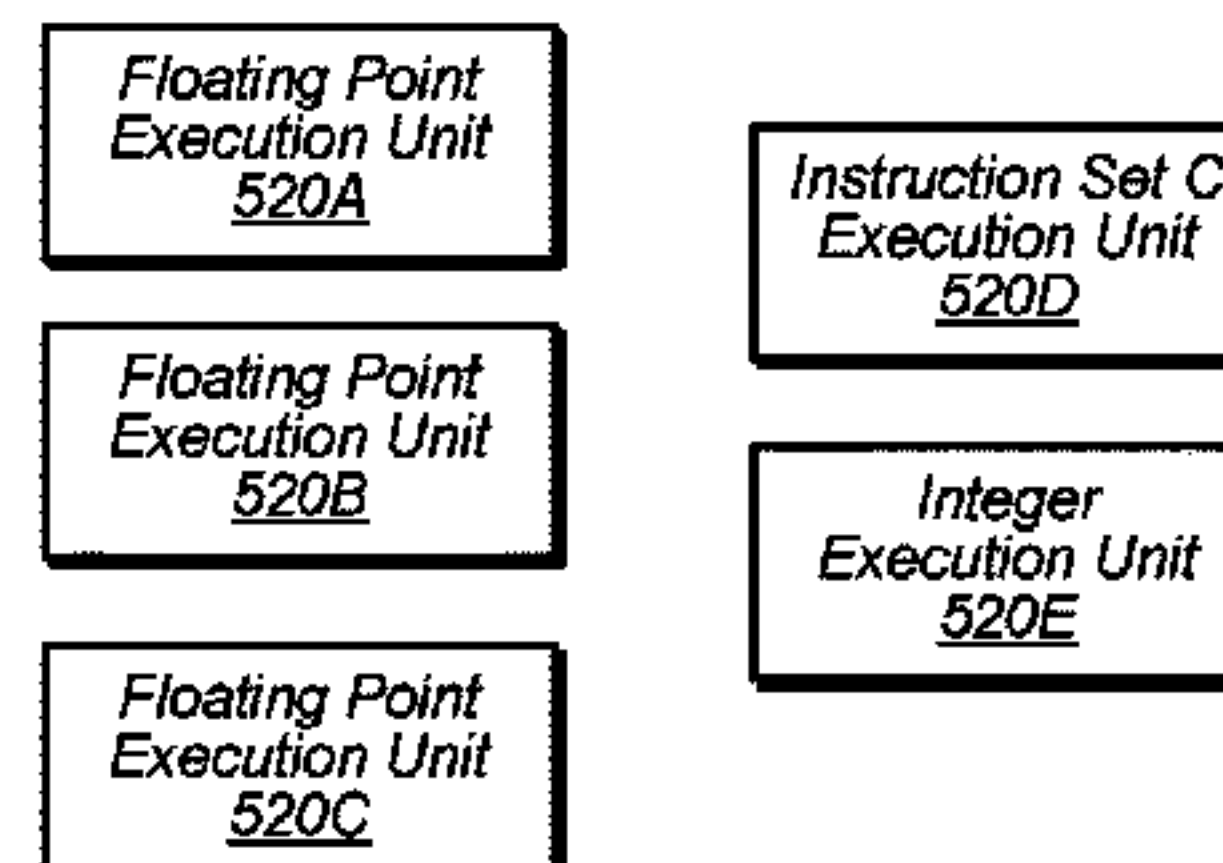 Floating Point
Execution Unit
520A
Floating Point
Execution Unit
520B
Floating Point
Execution Unit
520C
Instruction Set C
Execution Unit
520D
Integer
Execution Unit
520E